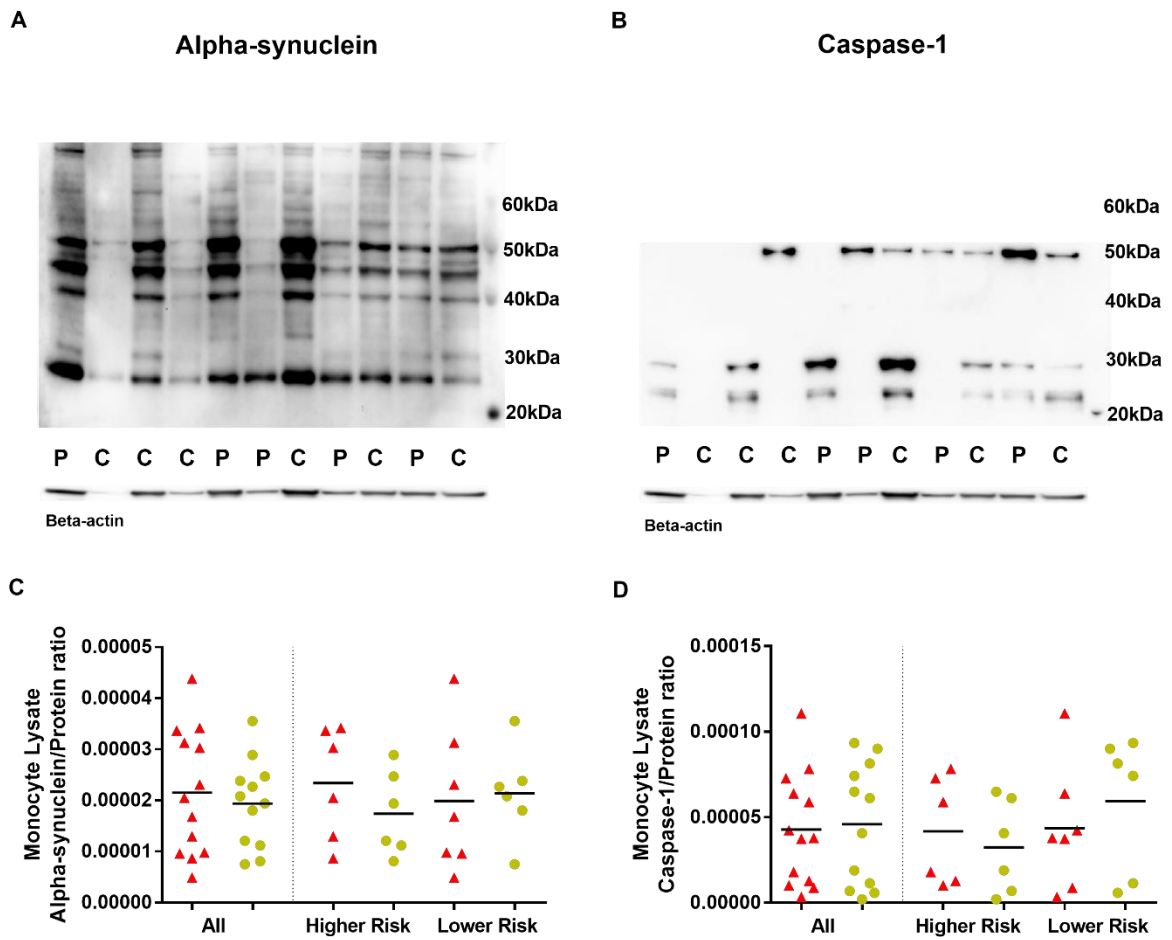 A
Alpha-synuclein
60kDa
50kDa
40kDa
30kDa
20kDa
P C C C P P C P C P C
Beta-actin
B
Caspase-1
60kDa
50kDa
40kDa
30kDa
20kDa
P C C C P P C P C P C
Beta-actin
C
Monocyte Lysate
Alpha-synuclein/Protein ratio
0.00005
0.00004
0.00003
0.00002
0.00001
0.00000
All Higher Risk Lower Risk
D
Monocyte Lysate
Caspase-1/Protein ratio
0.00015
0.00010
0.00005
0.00000
All Higher Risk Lower Risk